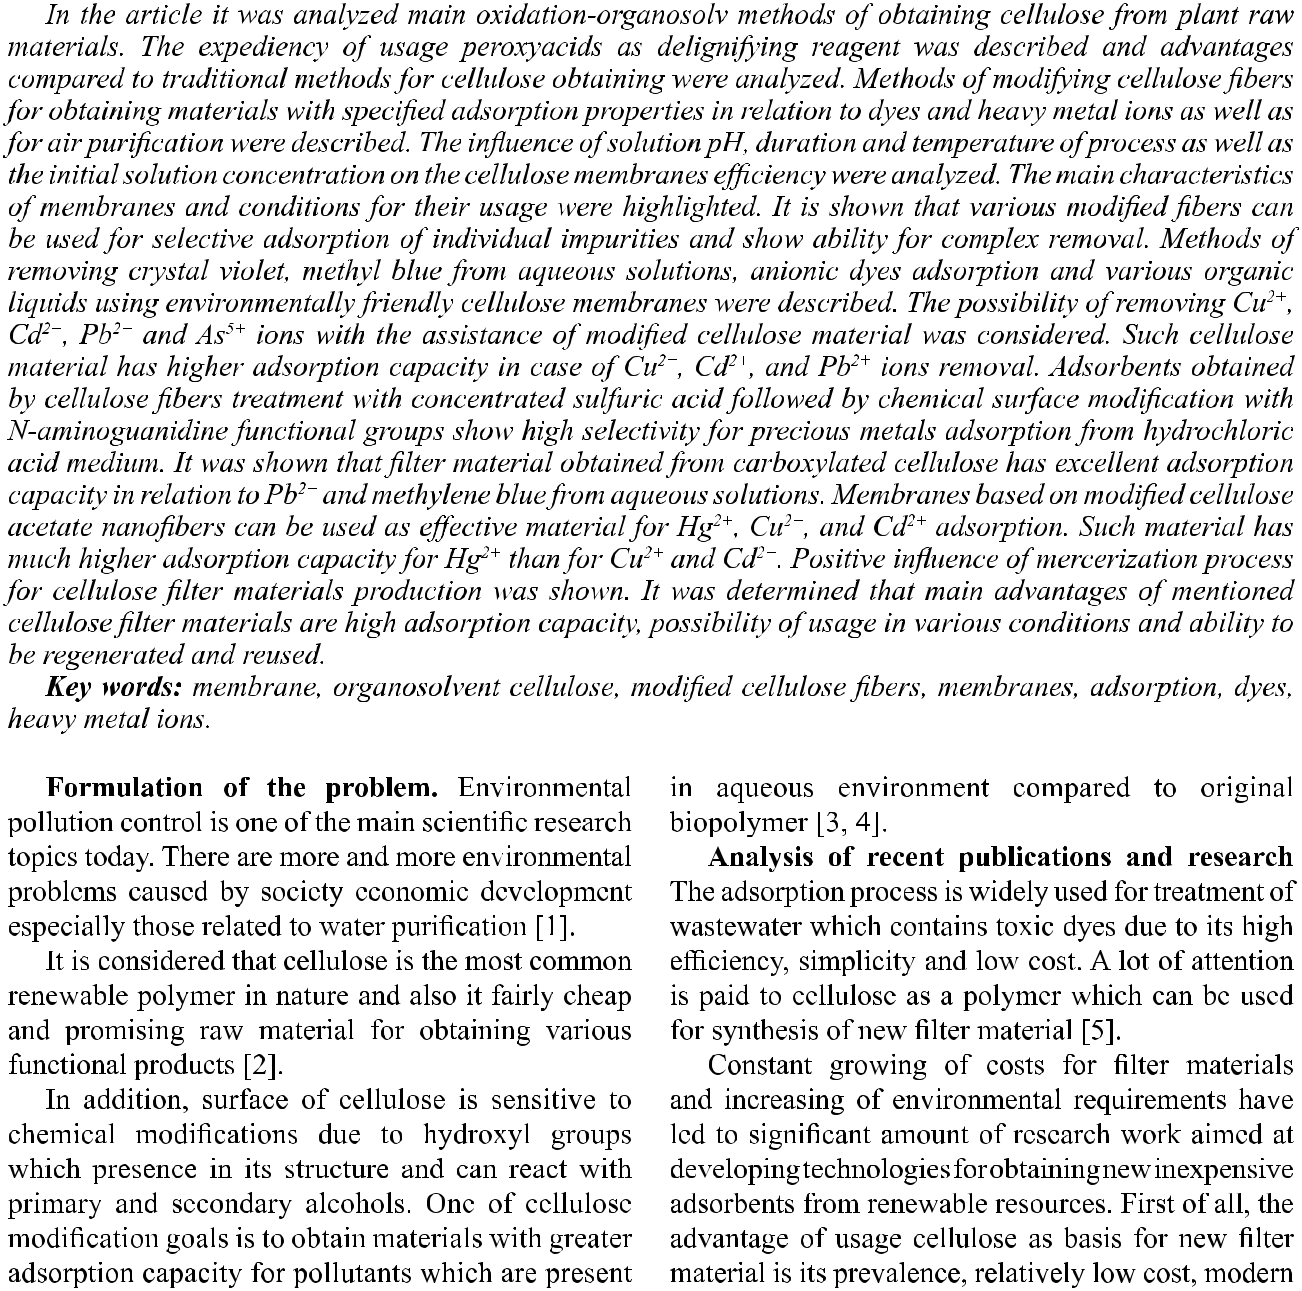 In the article it was analyzed main oxidation-organosolv methods of obtaining cellulose from plant raw
materials. The expediency of usage peroxyacids as delignifying reagent was described and advantages
compared to traditional methods for cellulose obtaining were analyzed. Methods of modifying cellulose fibers
for obtaining materials with specified adsorption properties in relation to dyes and heavy metal ions as well as
for air purification were described. The influence of solution pH, duration and temperature of process as well as
the initial solution concentration on the cellulose membranes efficiency were analyzed. The main characteristics
of membranes and conditions for their usage were highlighted. It is shown that various modified fibers can
be used for selective adsorption of individual impurities and show ability for complex removal. Methods of
removing crystal violet, methyl blue from aqueous solutions, anionic dyes adsorption and various organic
liquids using environmentally friendly cellulose membranes were described. The possibility of removing Cu²⁺,
Cd²⁻, Pb²⁻ and As⁵⁺ ions with the assistance of modified cellulose material was considered. Such cellulose
material has higher adsorption capacity in case of Cu²⁻, Cd²⁺, and Pb²⁺ ions removal. Adsorbents obtained
by cellulose fibers treatment with concentrated sulfuric acid followed by chemical surface modification with
N-aminoguanidine functional groups show high selectivity for precious metals adsorption from hydrochloric
acid medium. It was shown that filter material obtained from carboxylated cellulose has excellent adsorption
capacity in relation to Pb²⁻ and methylene blue from aqueous solutions. Membranes based on modified cellulose
acetate nanofibers can be used as effective material for Hg²⁺, Cu²⁻, and Cd²⁺ adsorption. Such material has
much higher adsorption capacity for Hg²⁺ than for Cu²⁺ and Cd²⁻. Positive influence of mercerization process
for cellulose filter materials production was shown. It was determined that main advantages of mentioned
cellulose filter materials are high adsorption capacity, possibility of usage in various conditions and ability to
be regenerated and reused.
Key words: membrane, organosolvent cellulose, modified cellulose fibers, membranes, adsorption, dyes,
heavy metal ions.
Formulation of the problem. Environmental
pollution control is one of the main scientific research
topics today. There are more and more environmental
problems caused by society economic development
especially those related to water purification [1].
It is considered that cellulose is the most common
renewable polymer in nature and also it fairly cheap
and promising raw material for obtaining various
functional products [2].
In addition, surface of cellulose is sensitive to
chemical modifications due to hydroxyl groups
which presence in its structure and can react with
primary and secondary alcohols. One of cellulose
modification goals is to obtain materials with greater
adsorption capacity for pollutants which are present
in aqueous environment compared to original
biopolymer [3, 4].
Analysis of recent publications and research
The adsorption process is widely used for treatment of
wastewater which contains toxic dyes due to its high
efficiency, simplicity and low cost. A lot of attention
is paid to cellulose as a polymer which can be used
for synthesis of new filter material [5].
Constant growing of costs for filter materials
and increasing of environmental requirements have
led to significant amount of research work aimed at
developing technologies for obtaining new inexpensive
adsorbents from renewable resources. First of all, the
advantage of usage cellulose as basis for new filter
material is its prevalence, relatively low cost, modern